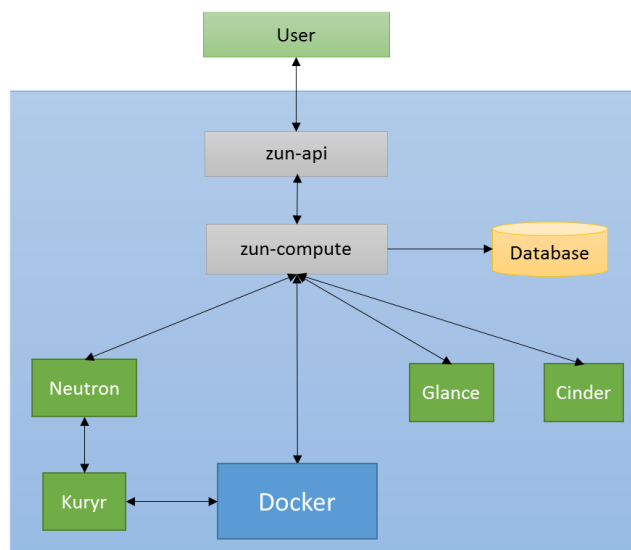 User
zun-api
zun-compute
Database
Neutron
Glance
Cinder
Kuryr
Docker